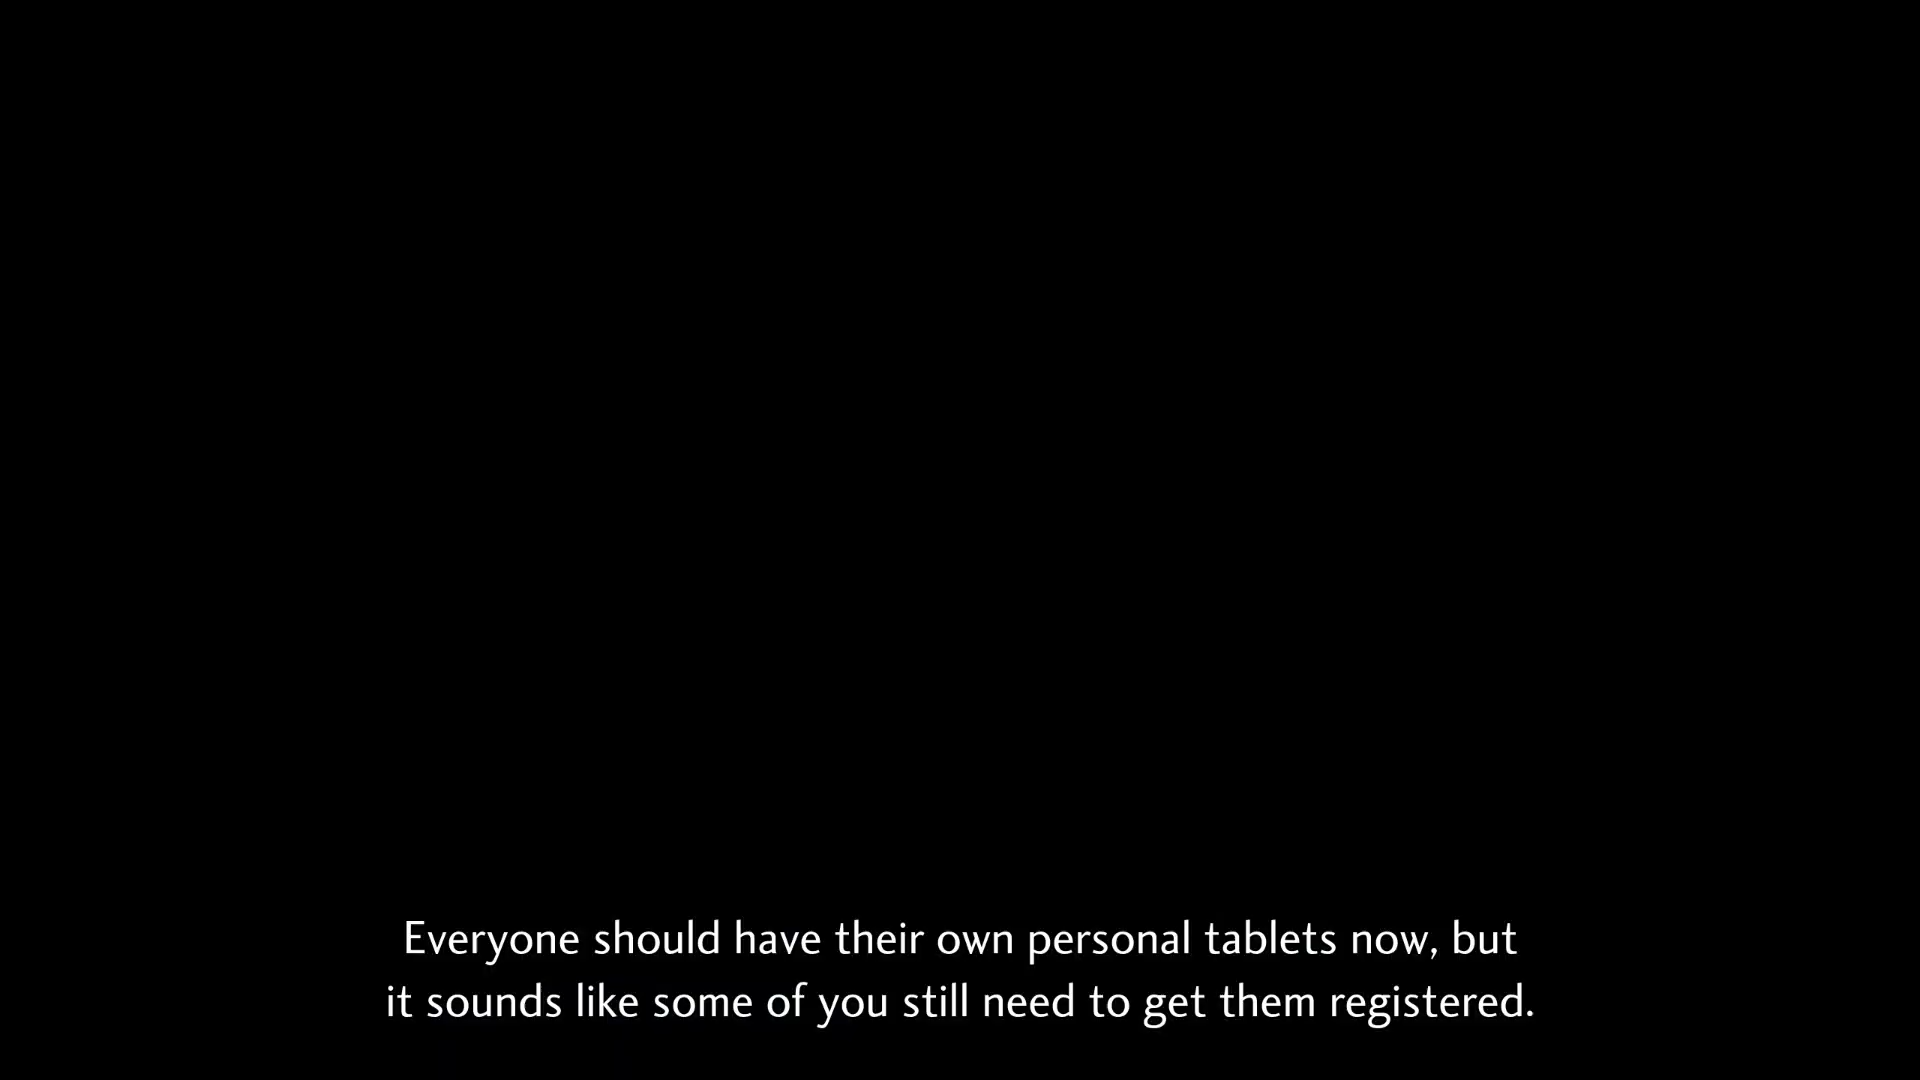 Everyone should have their own personal tablets now, but
it sounds like some of you still need to get them registered.